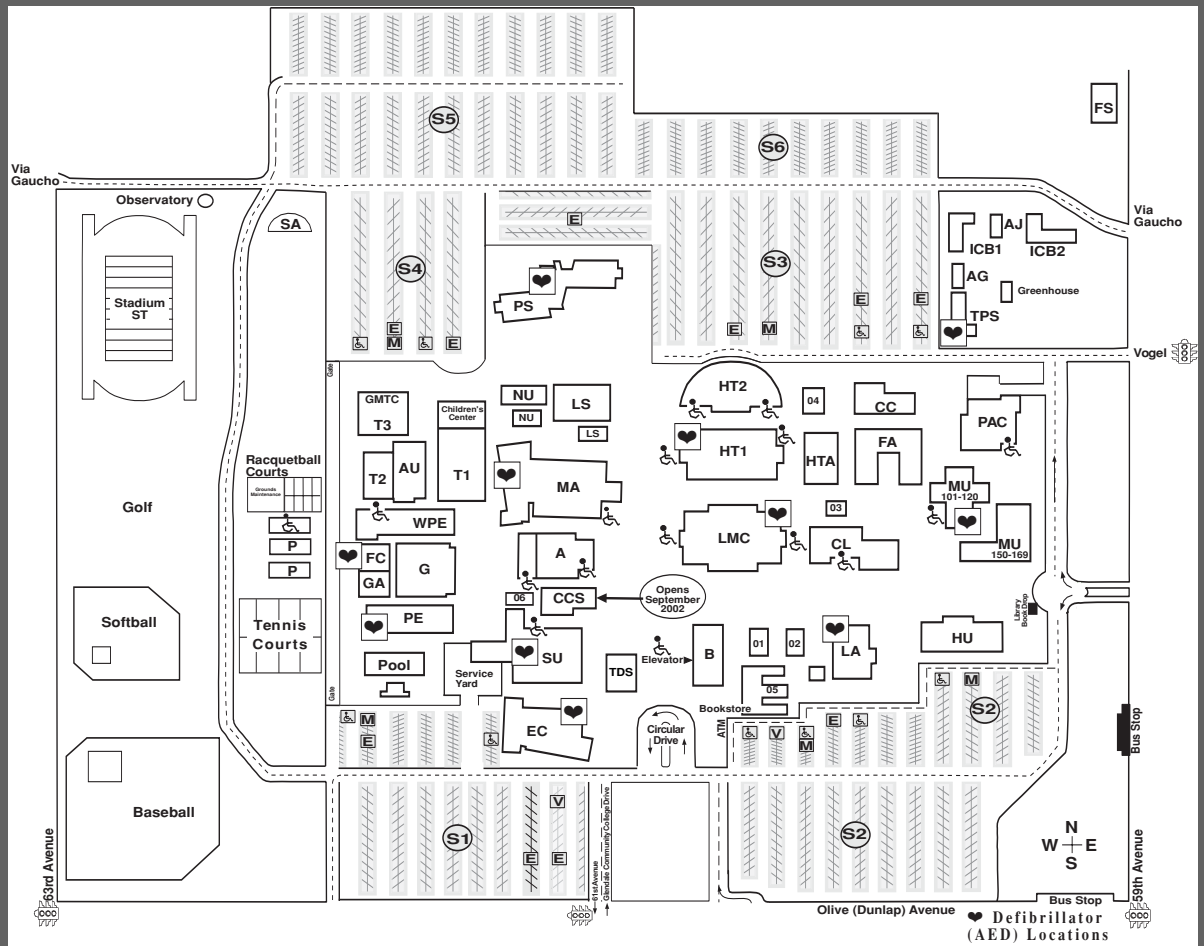 S5
S6
FS
Via
Gaucho
Observatory
SA
Via
Gaucho
AJ
ICB1
ICB2
E
S4
S3
AG
Greenhouse
TPS
Stadium
ST
PS
E
E
E
M
E
M
E
Vogel
Gate
GMTC
T3
Children's
Center
NU
NU
LS
LS
HT2
04
CC
PAC
AU
T2
T1
MA
HT1
HTA
FA
Racquetball
Courts
Grounds
Maintenance
Golf
MU
101-120
WPE
LMC
03
CL
MU
150-169
P
P
FC
GA
G
A
06
CCS
Opens
September
2002
Library
Book Drop
Softball
Tennis
Courts
PE
SU
Pool
Service
Yard
TDS
Elevator
B
01
02
LA
HU
05
Bookstore
Gate
M
E
EC
Circular
Drive
ATM
V
M
E
M
S2
Bus Stop
Baseball
S1
V
E
E
S2
61st Avenue
Glendale Community College Drive
N
W E
S
63rd Avenue
59th Avenue
Bus Stop
Olive (Dunlap) Avenue
Defibrillator
(AED) Locations